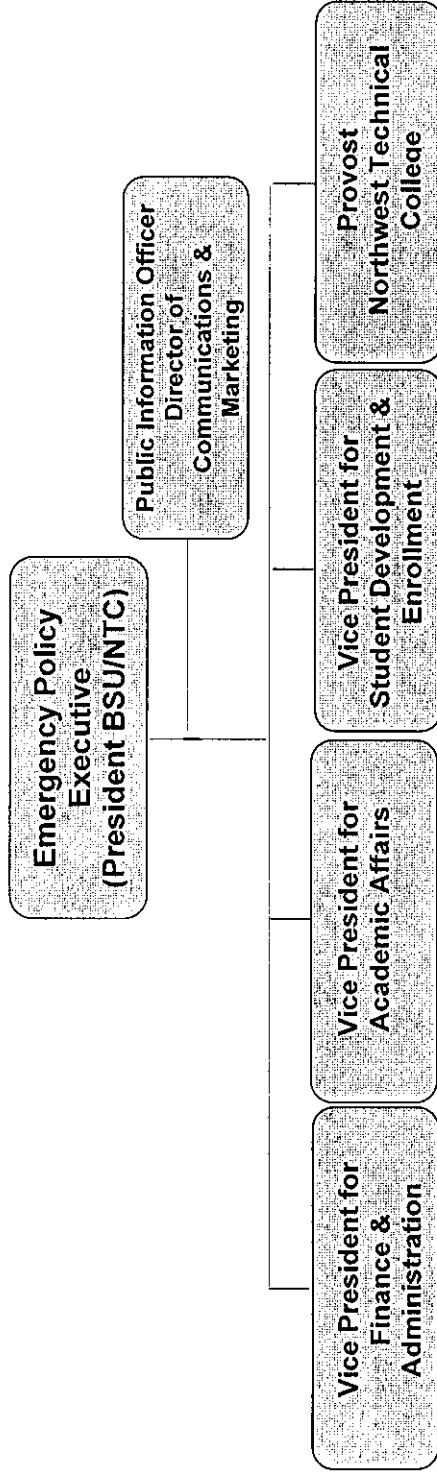 Emergency Policy
Executive
(President BSU/NTC)
Public Information Officer
Director of
Communications &
Marketing
Vice President for
Finance &
Administration
Vice President for
Academic Affairs
Vice President for
Student Development &
Enrollment
Provost
Northwest Technical
College